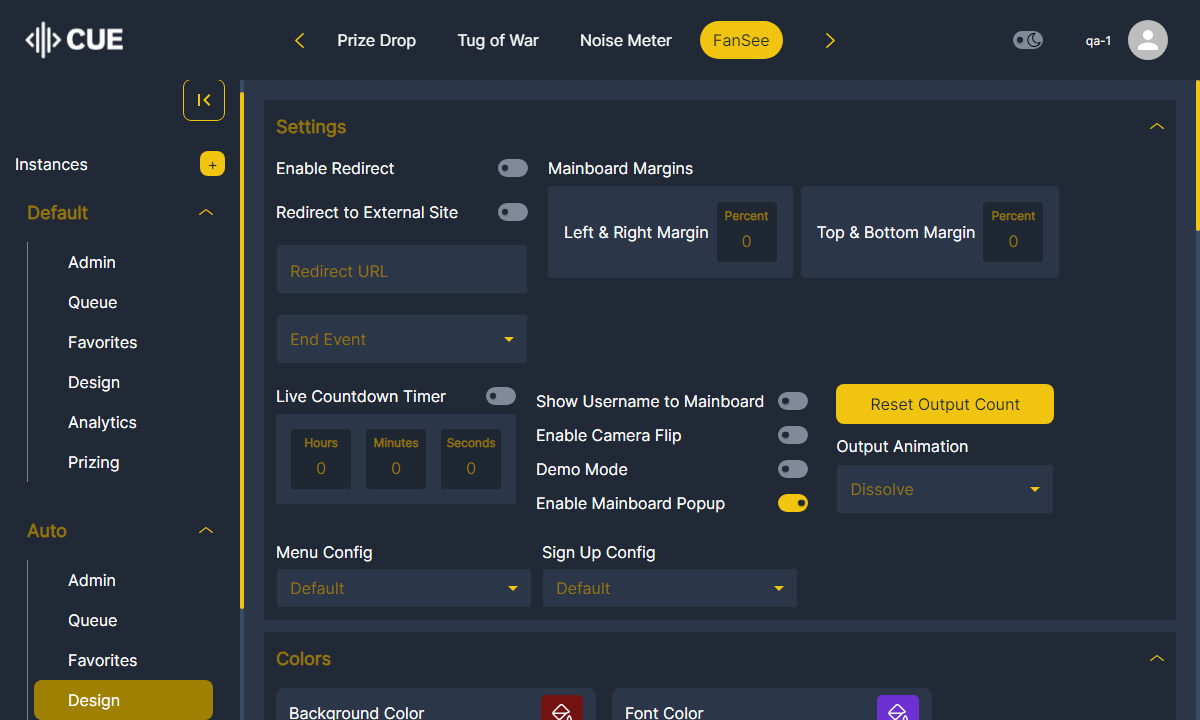 CUE
Prize Drop
Tug of War
Noise Meter
FanSee
qa-1
Instances
+
Default
Admin
Queue
Favorites
Design
Analytics
Prizing
Auto
Admin
Queue
Favorites
Design
Settings
Enable Redirect
Redirect to External Site
Redirect URL
End Event
Mainboard Margins
Left & Right Margin
Percent
0
Top & Bottom Margin
Percent
0
Live Countdown Timer
Hours
0
Minutes
0
Seconds
0
Show Username to Mainboard
Enable Camera Flip
Demo Mode
Enable Mainboard Popup
Reset Output Count
Output Animation
Dissolve
Menu Config
Default
Sign Up Config
Default
Colors
Background Color
Font Color